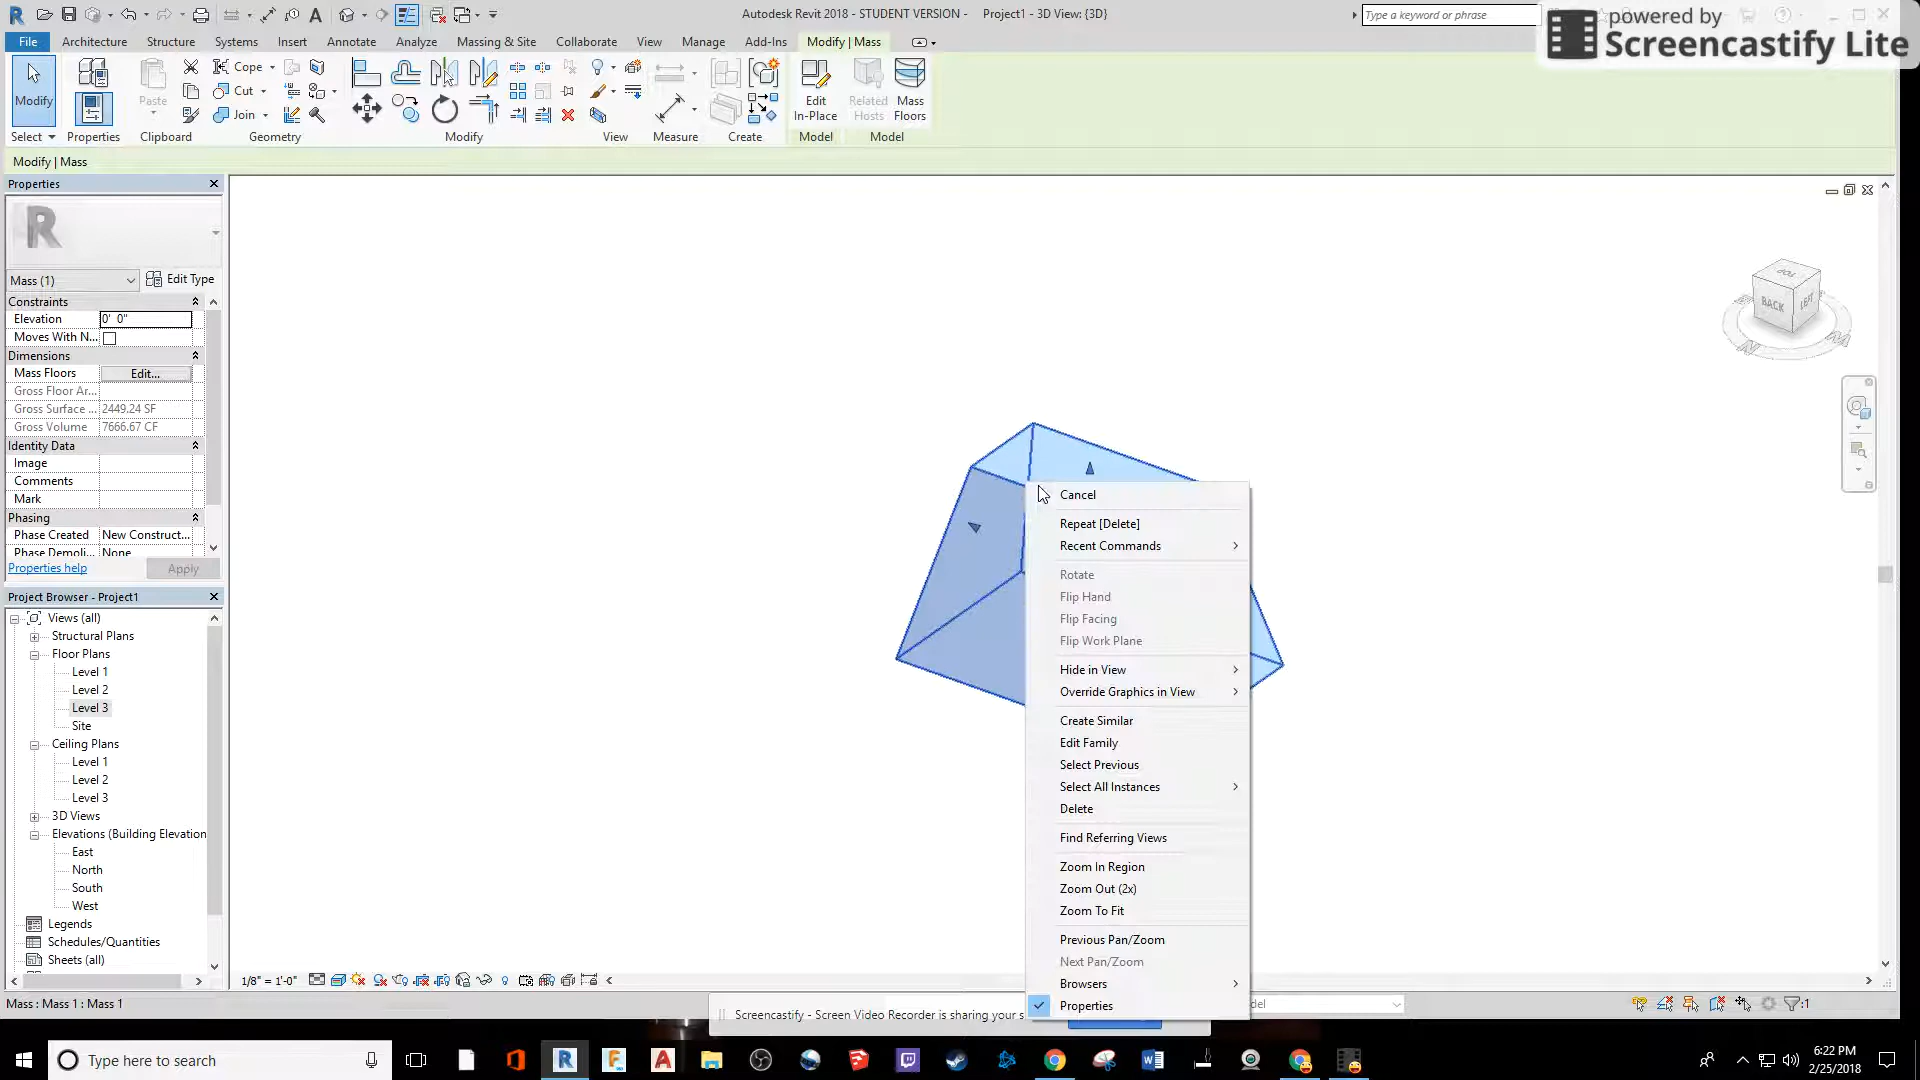 Autodesk Revit 2018 - STUDENT VERSION -    Project1 - 3D View: {3D}
Type a keyword or phrase
powered by
Screencastify Lite
File Architecture Structure Systems Insert Annotate Analyze Massing & Site Collaborate View Manage Add-Ins Modify | Mass
Modify
Paste
Cope
Cut
Join
Edit
In-Place
Related
Hosts
Mass
Floors
Select Properties Clipboard Geometry Modify View Measure Create Model Model
Modify | Mass
Properties
R
Mass (1)
Edit Type
Constraints
Elevation 0'  0"
Moves With N...
Dimensions
Mass Floors Edit...
Gross Floor Ar...
Gross Surface ... 2449.24 SF
Gross Volume 7666.67 CF
Identity Data
Image
Comments
Mark
Phasing
Phase Created New Construct...
Phase Demoli... None
Properties help Apply
Project Browser - Project1
Views (all)
Structural Plans
Floor Plans
Level 1
Level 2
Level 3
Site
Ceiling Plans
Level 1
Level 2
Level 3
3D Views
Elevations (Building Elevation
East
North
South
West
Legends
Schedules/Quantities
Sheets (all)
TOP
BACK
LEFT
Cancel
Repeat [Delete]
Recent Commands
Rotate
Flip Hand
Flip Facing
Flip Work Plane
Hide in View
Override Graphics in View
Create Similar
Edit Family
Select Previous
Select All Instances
Delete
Find Referring Views
Zoom In Region
Zoom Out (2x)
Zoom To Fit
Previous Pan/Zoom
Next Pan/Zoom
Browsers
Properties
1/8" = 1'-0"
Mass : Mass 1 : Mass 1
Screencastify - Screen Video Recorder is sharing your s
:1
Type here to search
6:22 PM
2/25/2018